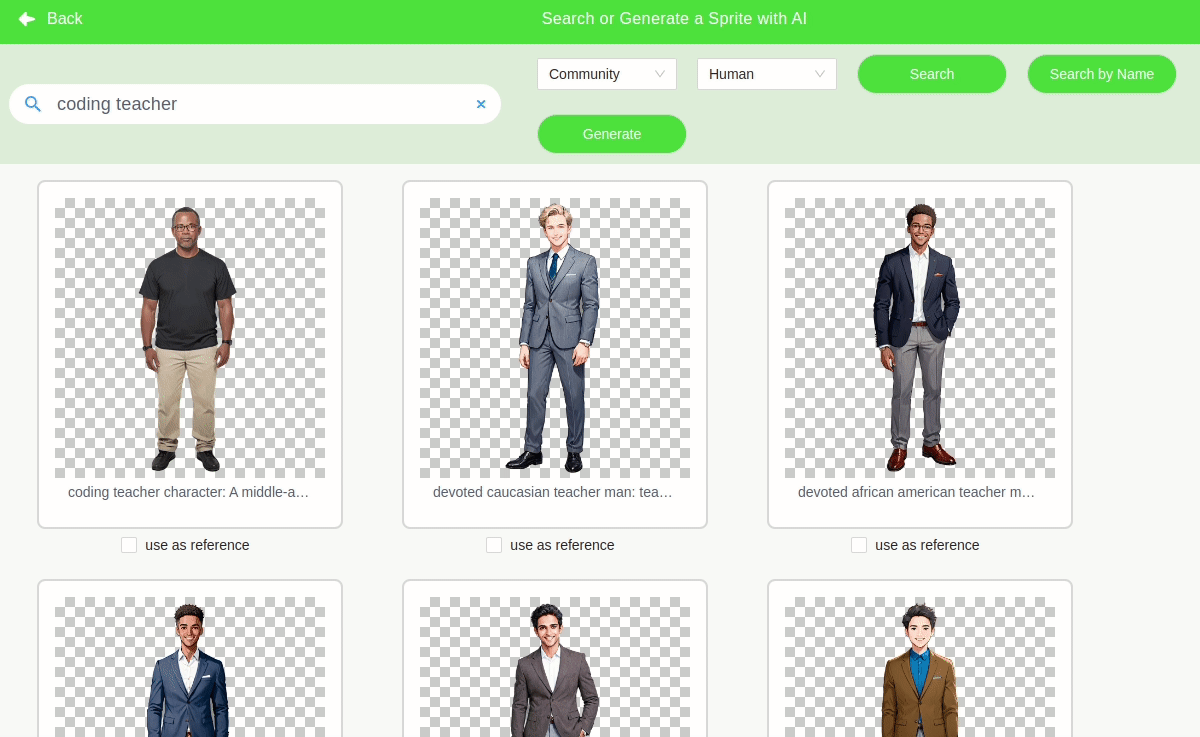 Back
Search or Generate a Sprite with AI
coding teacher
Community
Human
Search
Search by Name
Generate
coding teacher character: A middle-a…
devoted caucasian teacher man: tea…
devoted african american teacher m…
use as reference
use as reference
use as reference